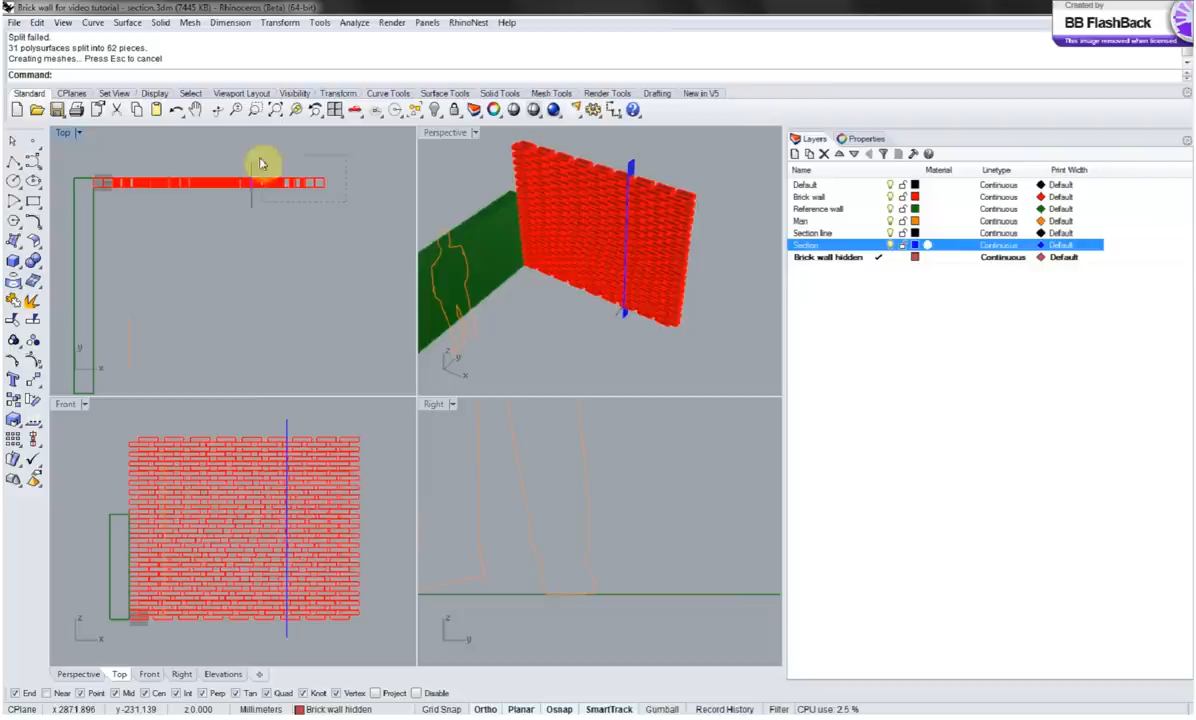 Brick wall for video tutorial - section.3dm (7445 KB) - Rhinoceros (Beta) (64-bit)
Created by
BB FlashBack
This image removed when licensed
File Edit View Curve Surface Solid Mesh Dimension Transform Tools Analyze Render Panels RhinoNest Help
Split failed.
31 polysurfaces split into 62 pieces.
Creating meshes... Press Esc to cancel
Command:
Standard CPlanes Set View Display Select Viewport Layout Visibility Transform Curve Tools Surface Tools Solid Tools Mesh Tools Render Tools Drafting New in V5
Top
y
x
Perspective
z
y
x
Layers Properties
Name Material Linetype Print Width
Default Continuous Default
Brick wall Continuous Default
Reference wall Continuous Default
Man Continuous Default
Section line Continuous Default
Section Continuous Default
Brick wall hidden Continuous Default
Front
z
x
Right
z
y
Perspective Top Front Right Elevations
End Near Point Mid Cen Int Perp Tan Quad Knot Vertex Project Disable
CPlane x 2871.896 y -231.139 z 0.000 Millimeters Brick wall hidden Grid Snap Ortho Planar Osnap SmartTrack Gumball Record History Filter CPU use: 2.5 %